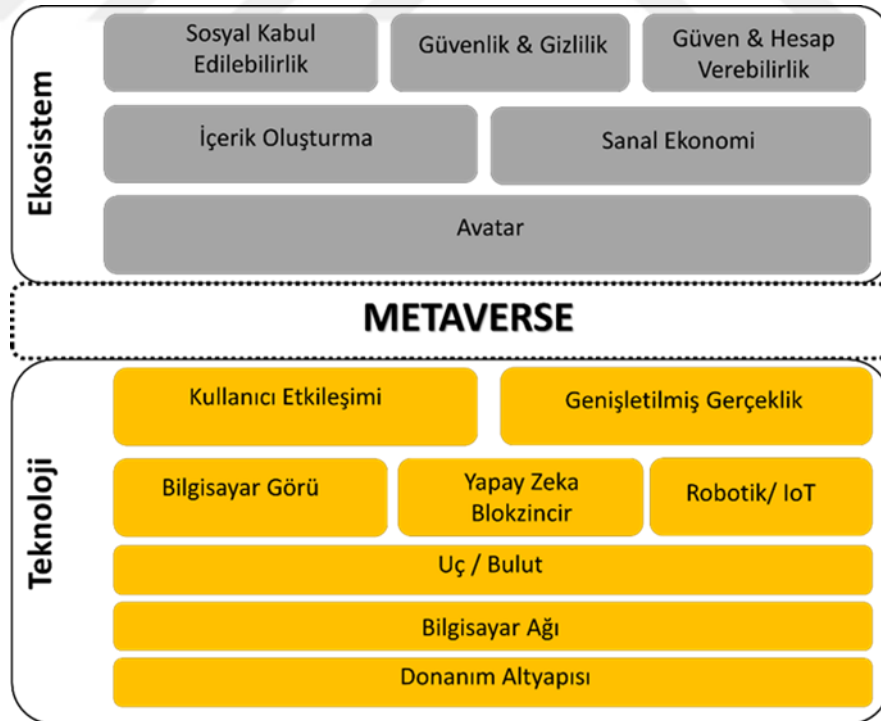 Ekosistem
Sosyal Kabul
Edilebilirlik
Güvenlik & Gizlilik
Güven & Hesap
Verebilirlik
İçerik Oluşturma
Sanal Ekonomi
Avatar
METAVERSE
Teknoloji
Kullanıcı Etkileşimi
Genişletilmiş Gerçeklik
Bilgisayar Görü
Yapay Zeka
Blokzincir
Robotik/ IoT
Uç / Bulut
Bilgisayar Ağı
Donanım Altyapısı